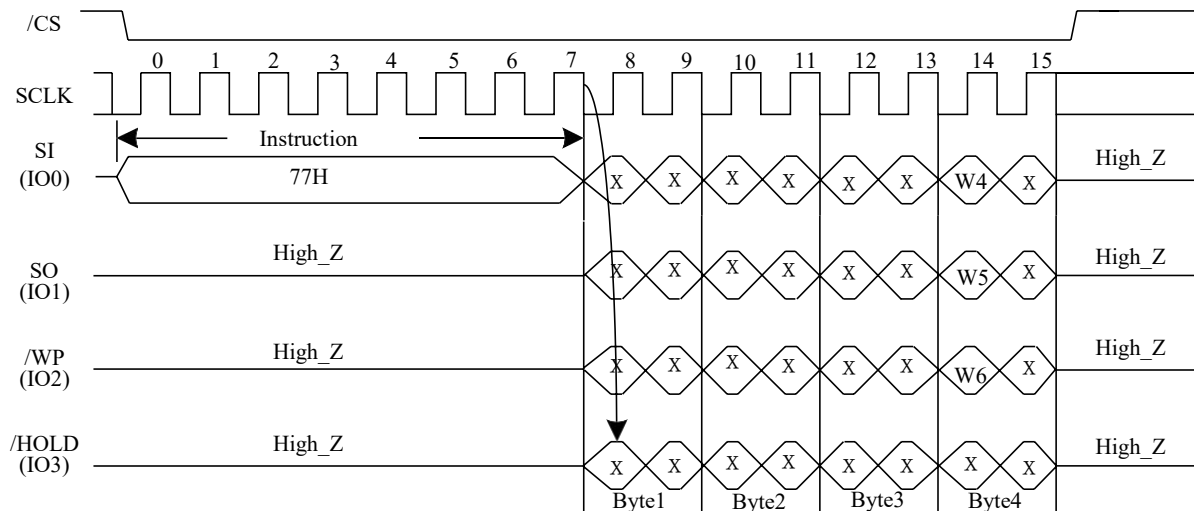 /CS
0 1 2 3 4 5 6 7 8 9 10 11 12 13 14 15
SCLK
Instruction
SI
(IO0)
77H
X X X X X X W4 X
High_Z
SO
(IO1)
High_Z
X X X X X X W5 X
High_Z
/WP
(IO2)
High_Z
X X X X X X W6 X
High_Z
/HOLD
(IO3)
High_Z
X X X X X X X X
High_Z
Byte1 Byte2 Byte3 Byte4